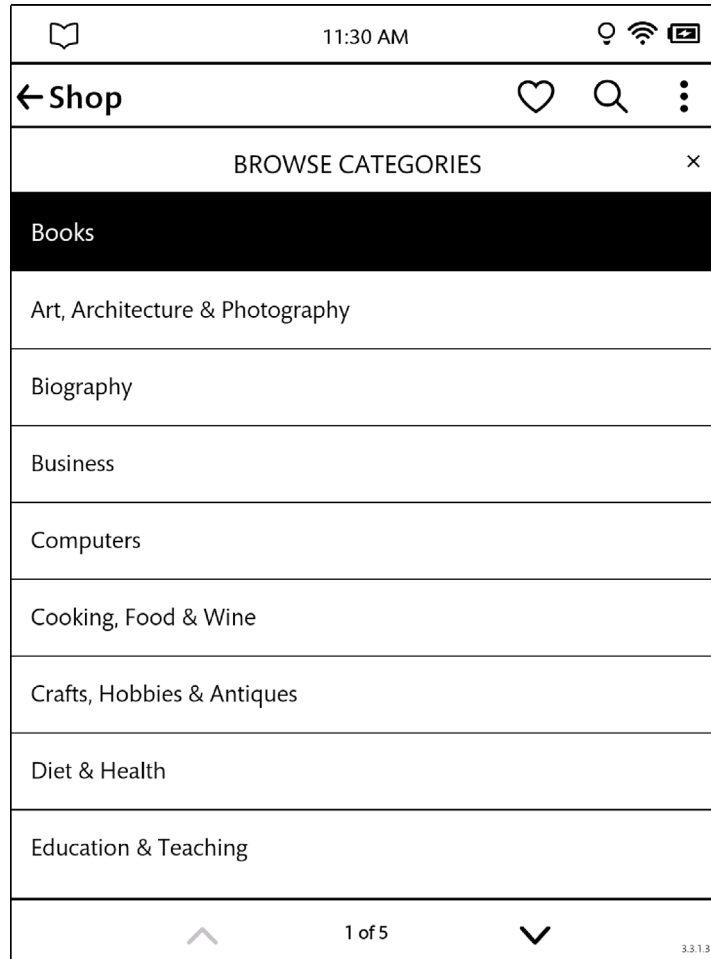 11:30 AM
Shop
BROWSE CATEGORIES
Books
Art, Architecture & Photography
Biography
Business
Computers
Cooking, Food & Wine
Crafts, Hobbies & Antiques
Diet & Health
Education & Teaching
1 of 5
3.3.1.3